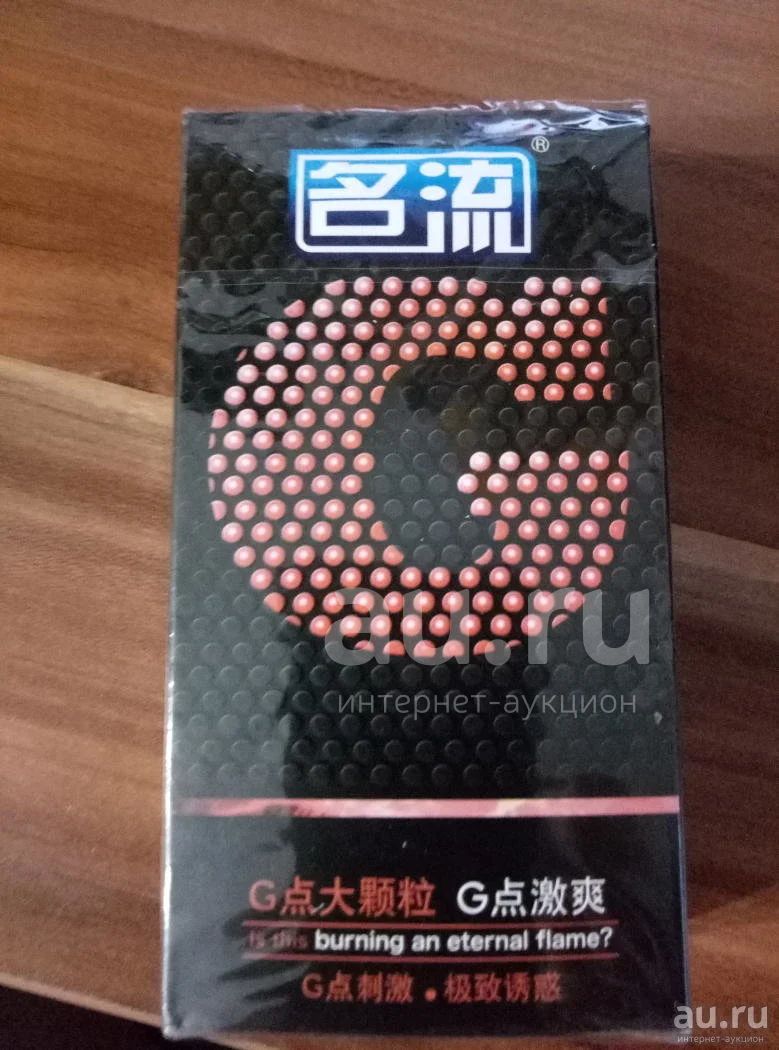 名流®
G
au.ru
интернет-аукцион
G点大颗粒 G点激爽
Is this burning an eternal flame?
G点刺激·极致诱惑
au.ru
интернет-аукцион